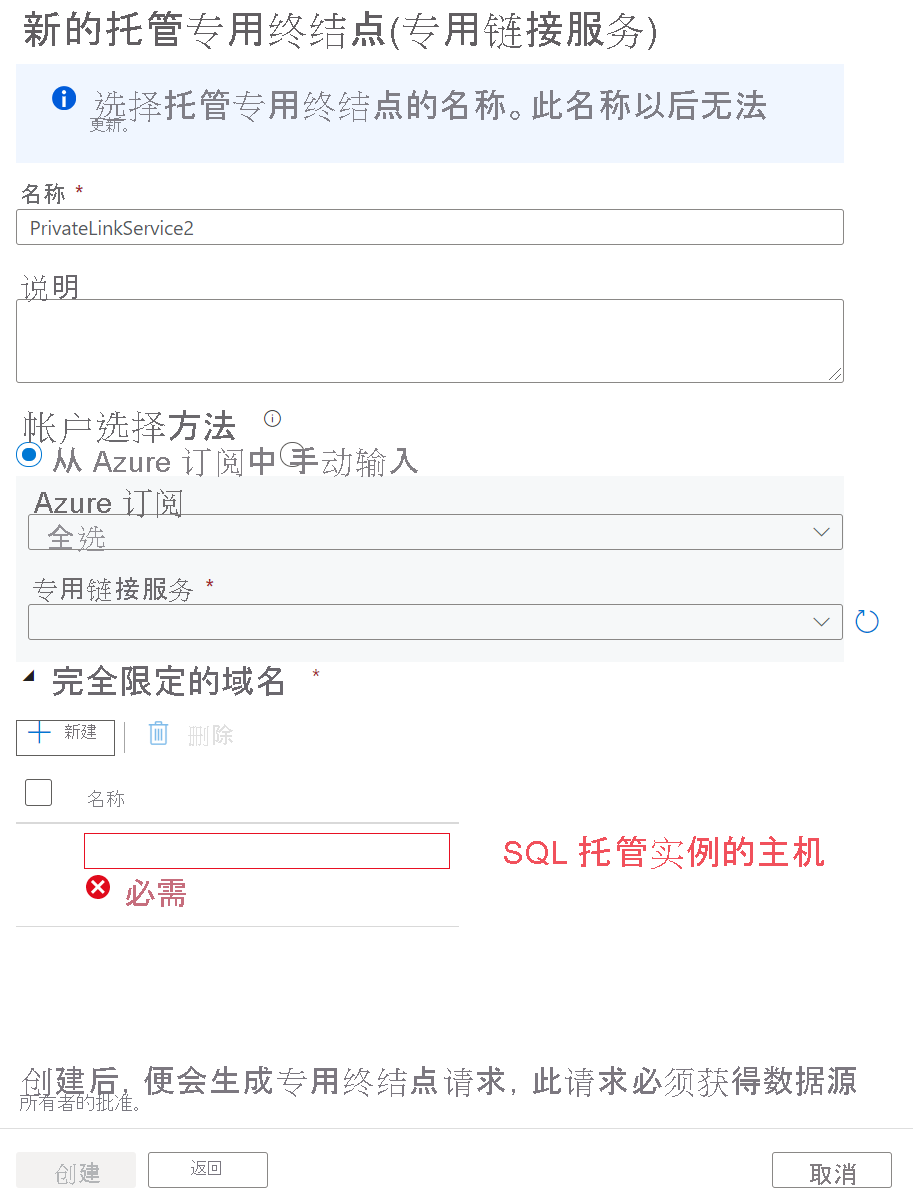 新的托管专用终结点(专用链接服务)
选择托管专用终结点的名称。此名称以后无法
更新。
名称 *
PrivateLinkService2
说明
帐户选择方法
从 Azure 订阅中 手动输入
Azure 订阅
全选
专用链接服务 *
完全限定的域名 *
新建 删除
名称
SQL 托管实例的主机
必需
创建后，便会生成专用终结点请求，此请求必须获得数据源
所有者的批准。
创建 返回 取消